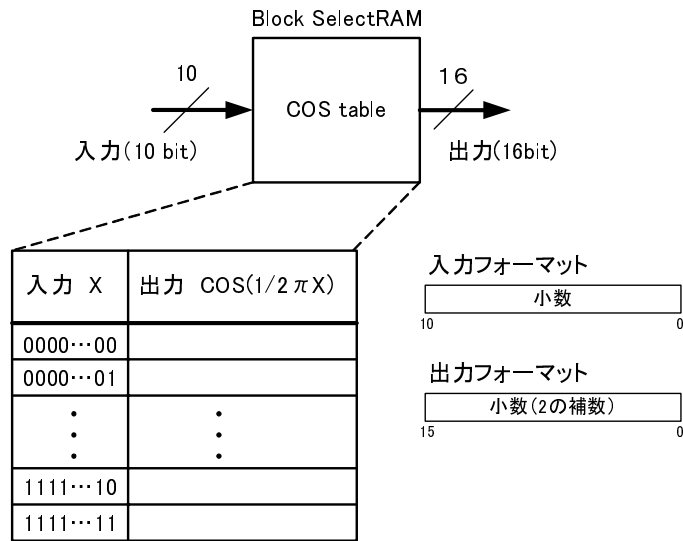 Block SelectRAM
10
COS table
16
入力(10 bit)
出力(16bit)
入力 X
出力 COS(1/2πX)
0000…00
0000…01
1111…10
1111…11
入力フォーマット
小数
10
0
出力フォーマット
小数(2の補数)
15
0